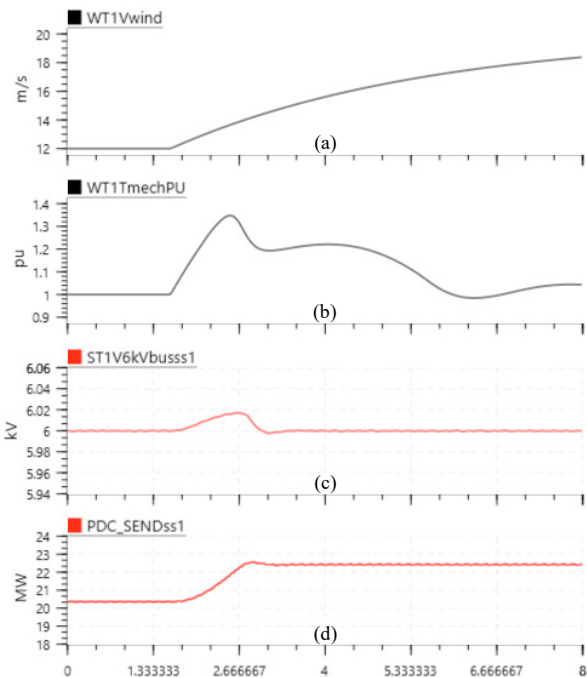 WT1Vwind
20
18
16
14
12
m/s
(a)
WT1TmechPU
1.4
1.3
1.2
1.1
1
0.9
pu
(b)
ST1V6kVbusss1
6.06
6.04
6.02
6
5.98
5.96
5.94
kV
(c)
PDC_SENDss1
24
23
22
21
20
19
18
MW
(d)
0 1.333333 2.666667 4 5.333333 6.666667 8